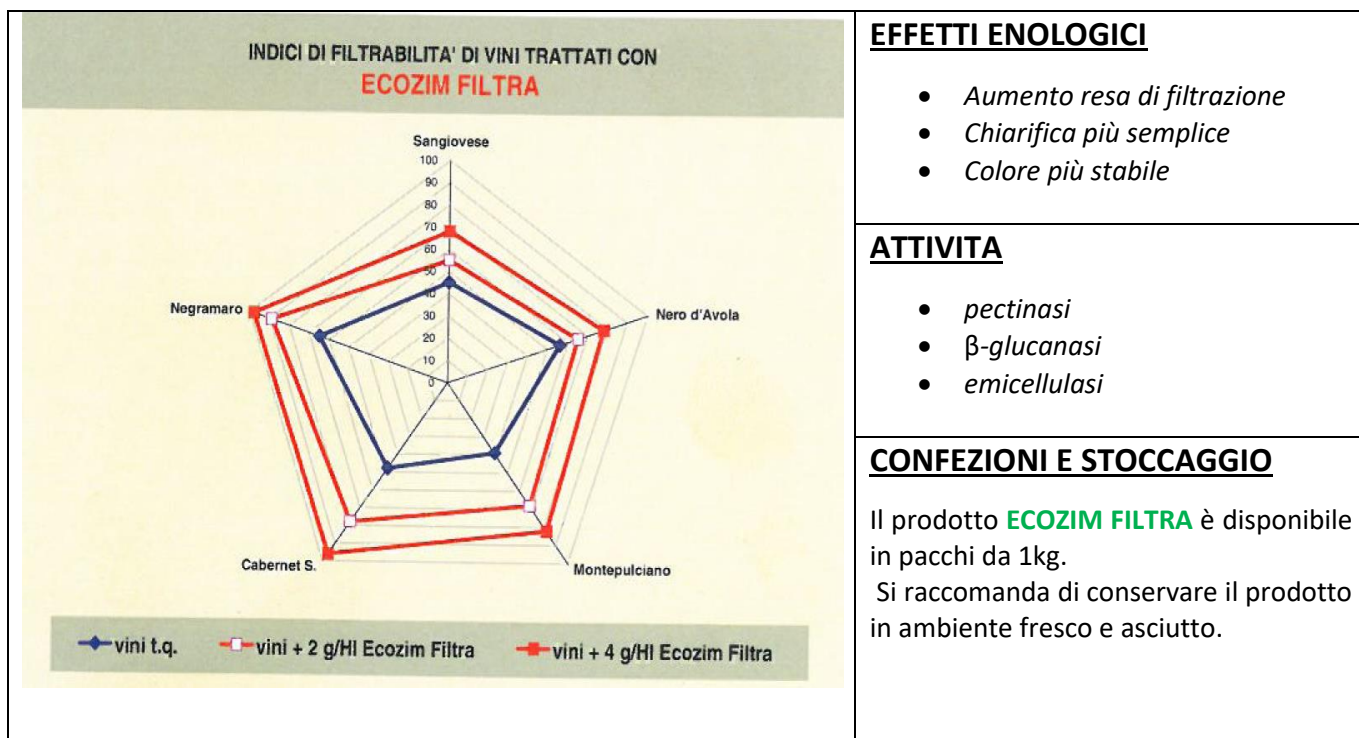 INDICI DI FILTRABILITA' DI VINI TRATTATI CON
ECOZIM FILTRA
Sangiovese
100
90
80
70
60
50
40
30
20
10
0
Negramaro
Nero d'Avola
Cabernet S.
Montepulciano
vini t.q.
vini + 2 g/Hl Ecozim Filtra
vini + 4 g/Hl Ecozim Filtra
EFFETTI ENOLOGICI
• Aumento resa di filtrazione
• Chiarifica più semplice
• Colore più stabile
ATTIVITA
• pectinasi
• β-glucanasi
• emicellulasi
CONFEZIONI E STOCCAGGIO
Il prodotto ECOZIM FILTRA è disponibile
in pacchi da 1kg.
Si raccomanda di conservare il prodotto
in ambiente fresco e asciutto.